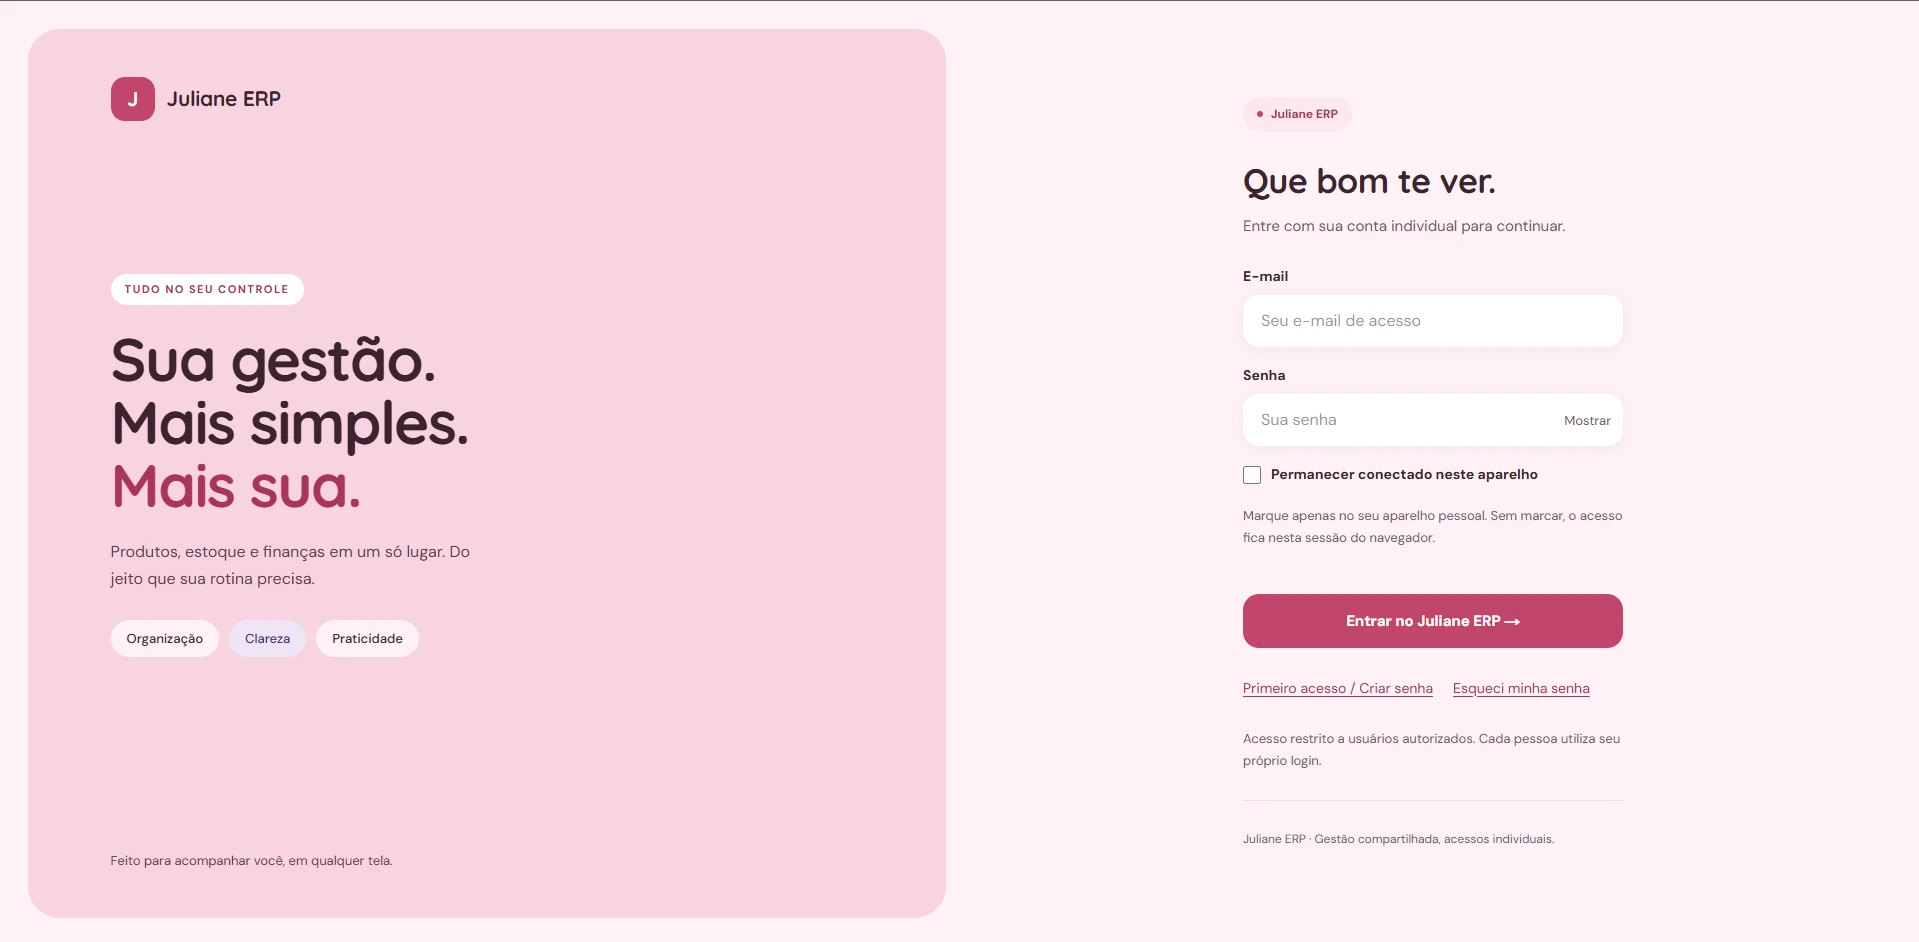 J
Juliane ERP
TUDO NO SEU CONTROLE
Sua gestão.
Mais simples.
Mais sua.
Produtos, estoque e finanças em um só lugar. Do
jeito que sua rotina precisa.
Organização
Clareza
Praticidade
Feito para acompanhar você, em qualquer tela.
Juliane ERP
Que bom te ver.
Entre com sua conta individual para continuar.
E-mail
Seu e-mail de acesso
Senha
Sua senha
Mostrar
Permanecer conectado neste aparelho
Marque apenas no seu aparelho pessoal. Sem marcar, o acesso
fica nesta sessão do navegador.
Entrar no Juliane ERP →
Primeiro acesso / Criar senha
Esqueci minha senha
Acesso restrito a usuários autorizados. Cada pessoa utiliza seu
próprio login.
Juliane ERP · Gestão compartilhada, acessos individuais.